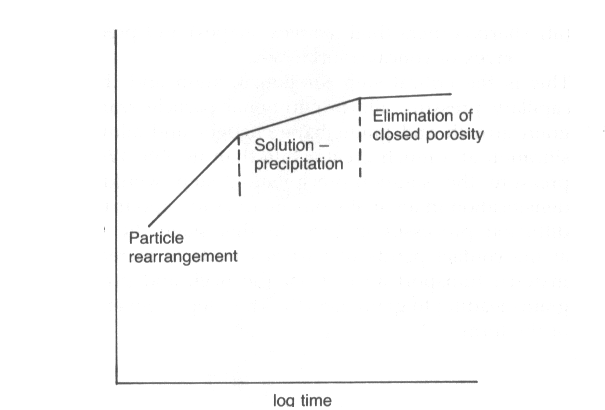 Elimination of
closed porosity
Solution –
precipitation
Particle
rearrangement
log time